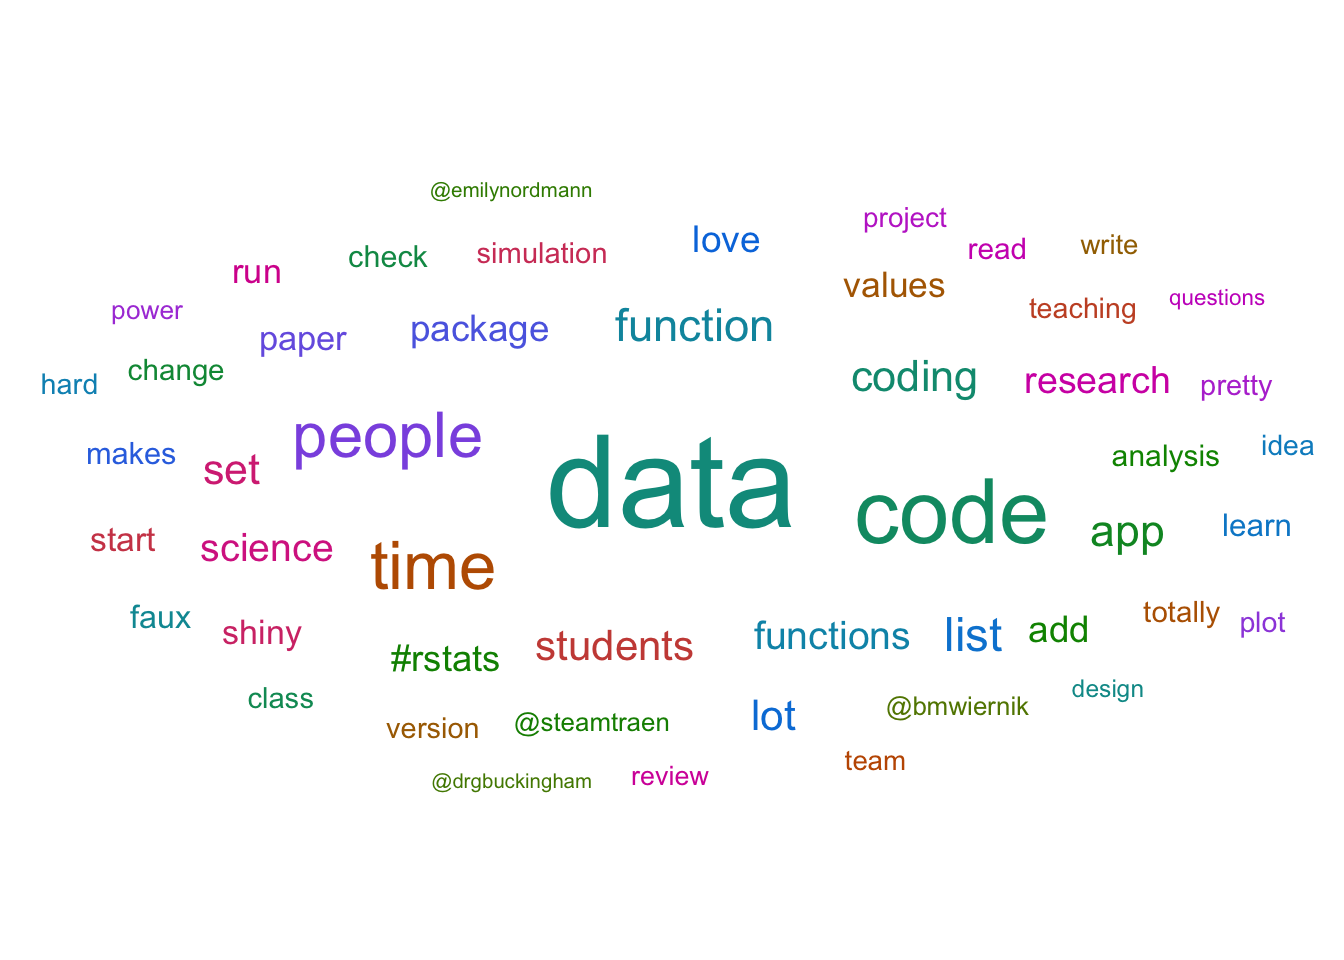 @emilynordmann
project
love
read
write
check
simulation
run
values
questions
power
teaching
function
package
paper
change
hard
coding
research
pretty
people
idea
makes
analysis
set
data
code
app
learn
start
science
time
totally
faux
plot
shiny
students
functions
list
add
#rstats
design
class
@bmwiernik
lot
version
@steamtraen
team
review
@drgbuckingham